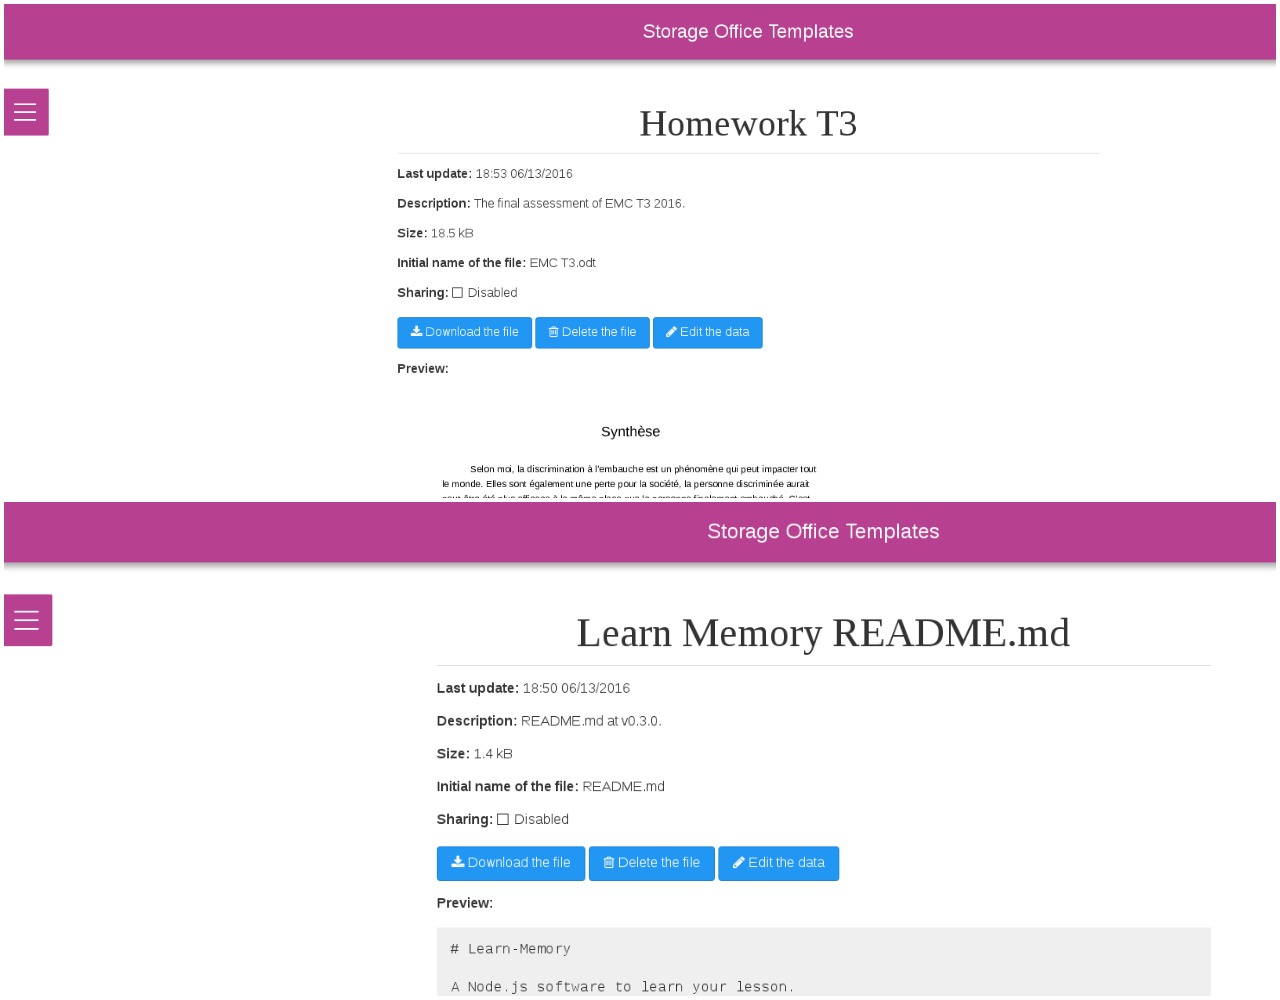 Storage Office Templates
Homework T3
Last update: 18:53 06/13/2016
Description: The final assessment of EMC T3 2016.
Size: 18.5 kB
Initial name of the file: EMC T3.odt
Sharing: Disabled
Download the file Delete the file Edit the data
Preview:
Synthèse
Selon moi, la discrimination à l'embauche est un phénomène qui peut impacter tout
le monde. Elles sont également une perte pour la société, la personne discriminée aurait
Storage Office Templates
Learn Memory README.md
Last update: 18:50 06/13/2016
Description: README.md at v0.3.0.
Size: 1.4 kB
Initial name of the file: README.md
Sharing: Disabled
Download the file Delete the file Edit the data
Preview:
# Learn-Memory
A Node.js software to learn your lesson.